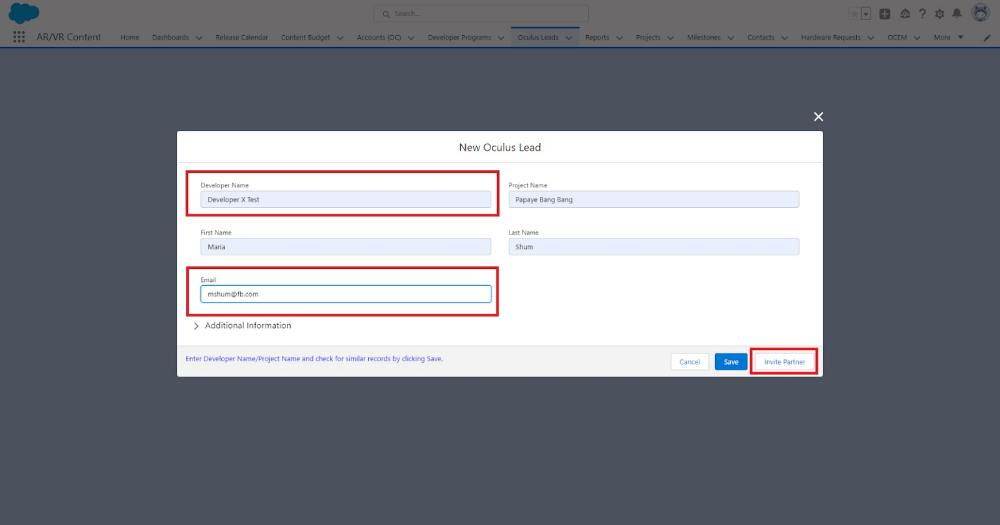 Search...
AR/VR Content Home Dashboards Release Calendar Content Budget Accounts (OC) Developer Programs Oculus Leads Reports Projects Milestones Contacts Hardware Requests OCEM More
New Oculus Lead
Developer Name Project Name
Developer X Test Papaye Bang Bang
First Name Last Name
Maria Shum
Email
mshum@fb.com
Additional Information
Enter Developer Name/Project Name and check for similar records by clicking Save. Cancel Save Invite Partner